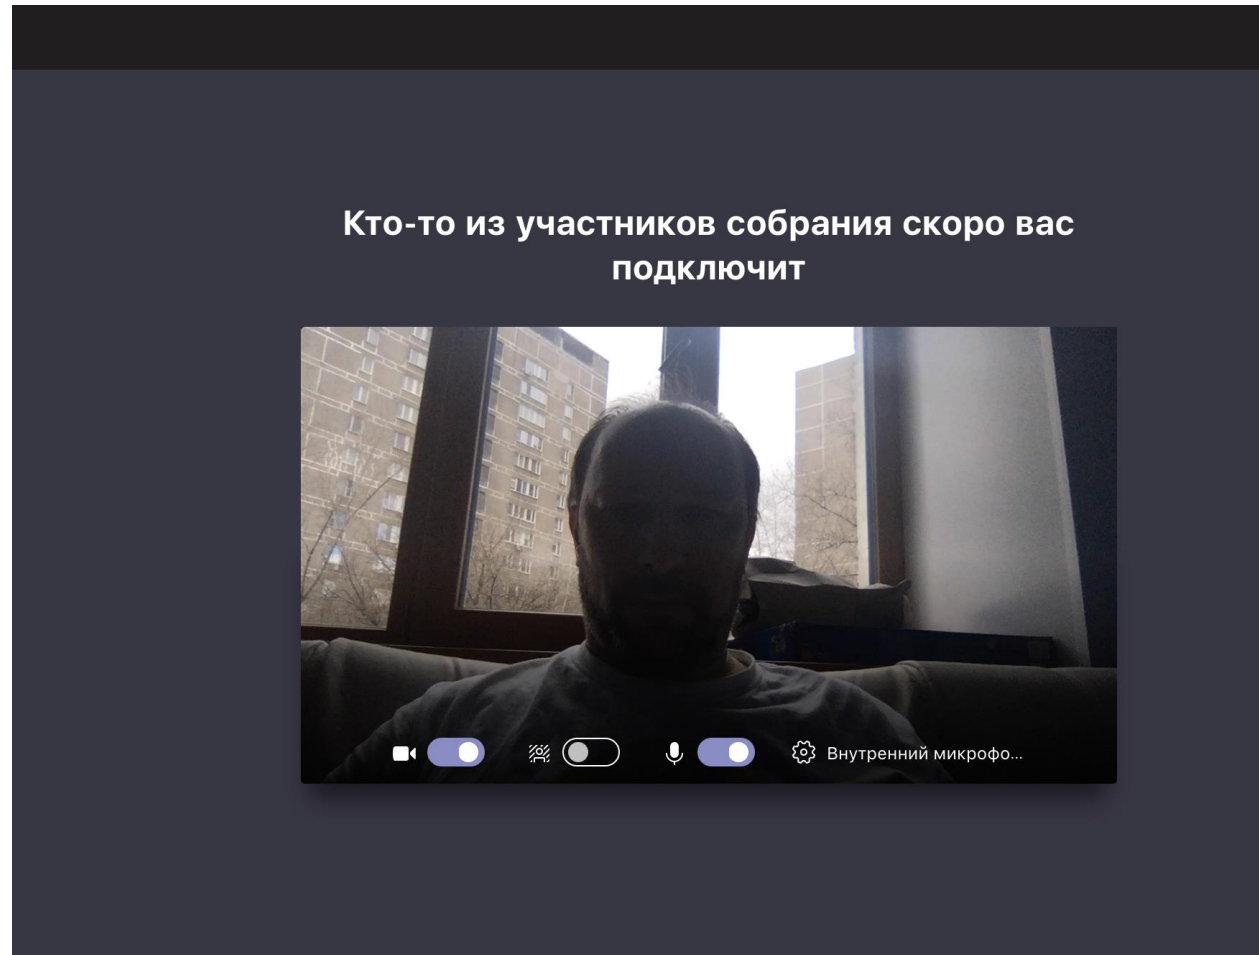 Кто-то из участников собрания скоро вас
подключит
Внутренний микрофо...